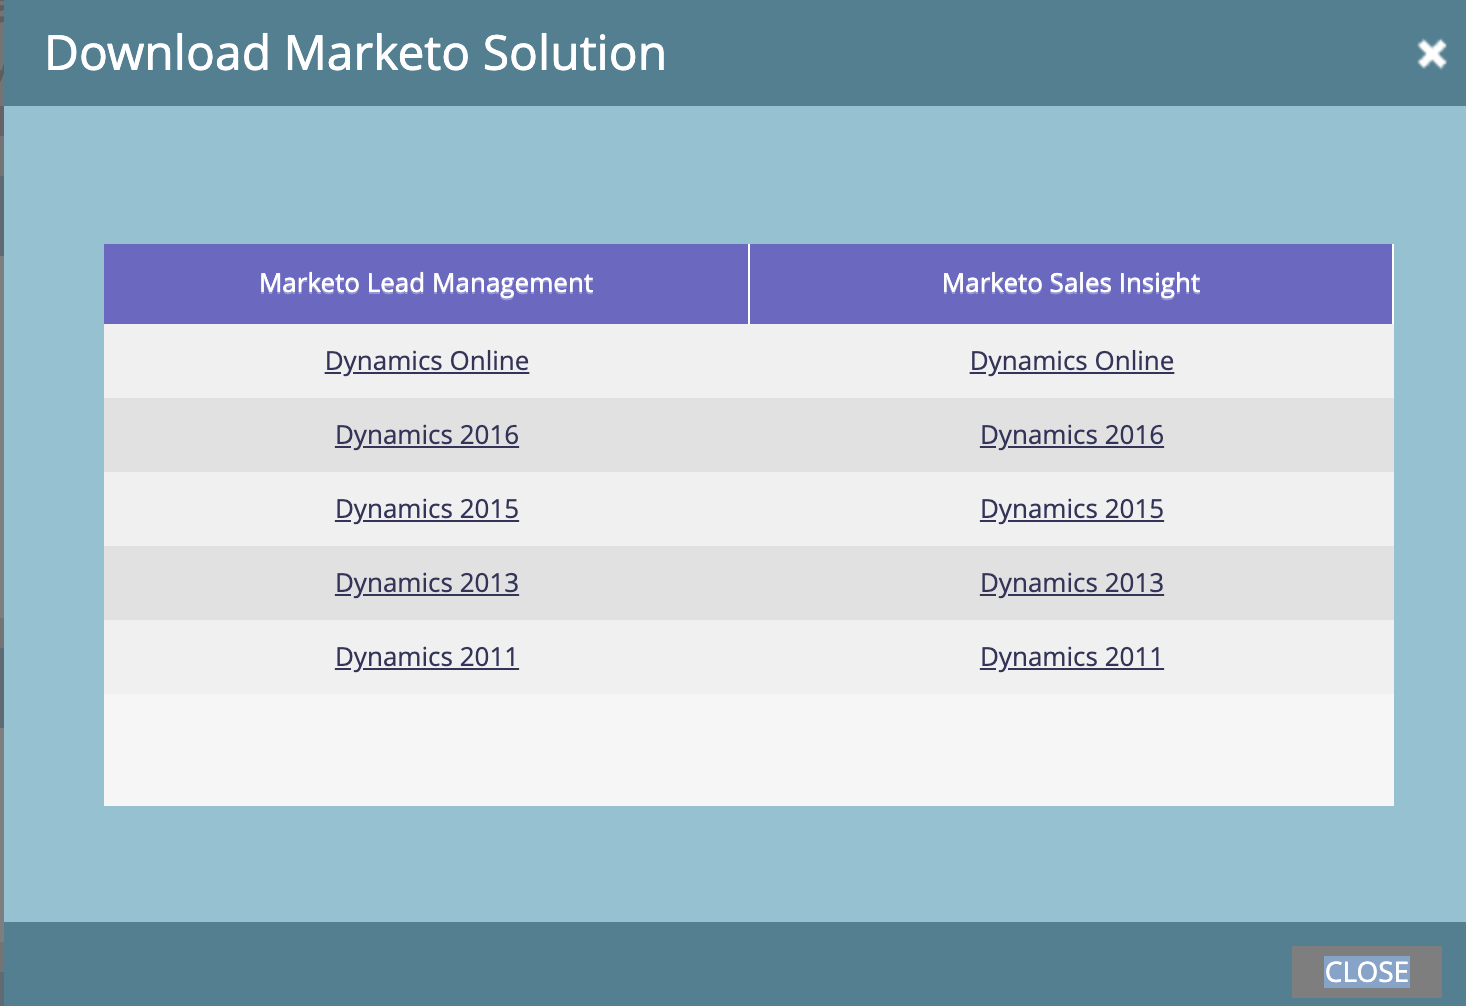 Download Marketo Solution
Marketo Lead Management Marketo Sales Insight
Dynamics Online Dynamics Online
Dynamics 2016 Dynamics 2016
Dynamics 2015 Dynamics 2015
Dynamics 2013 Dynamics 2013
Dynamics 2011 Dynamics 2011
CLOSE